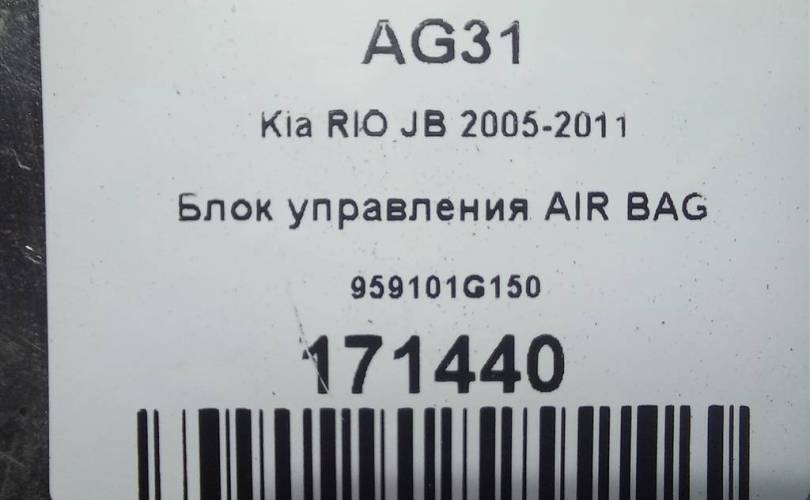 AG31
Kia RIO JB 2005-2011
Блок управления AIR BAG
959101G150
171440